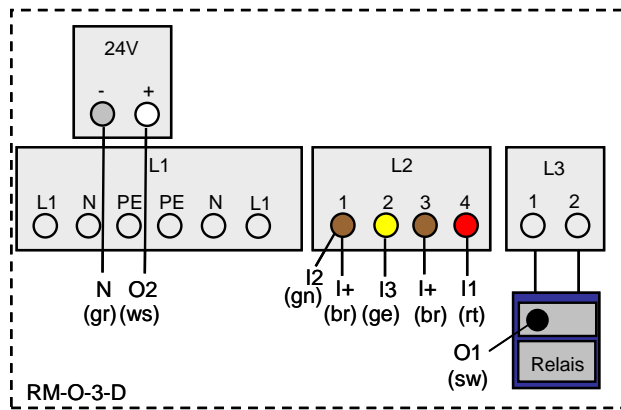 24V
- +
L1 L2 L3
L1 N PE PE N L1
1 2 3 4
1 2
N O2
(gr) (ws)
I2 I+ I3 I+ I1
(gn) (br) (ge) (br) (rt)
O1
(sw)
Relais
RM-O-3-D